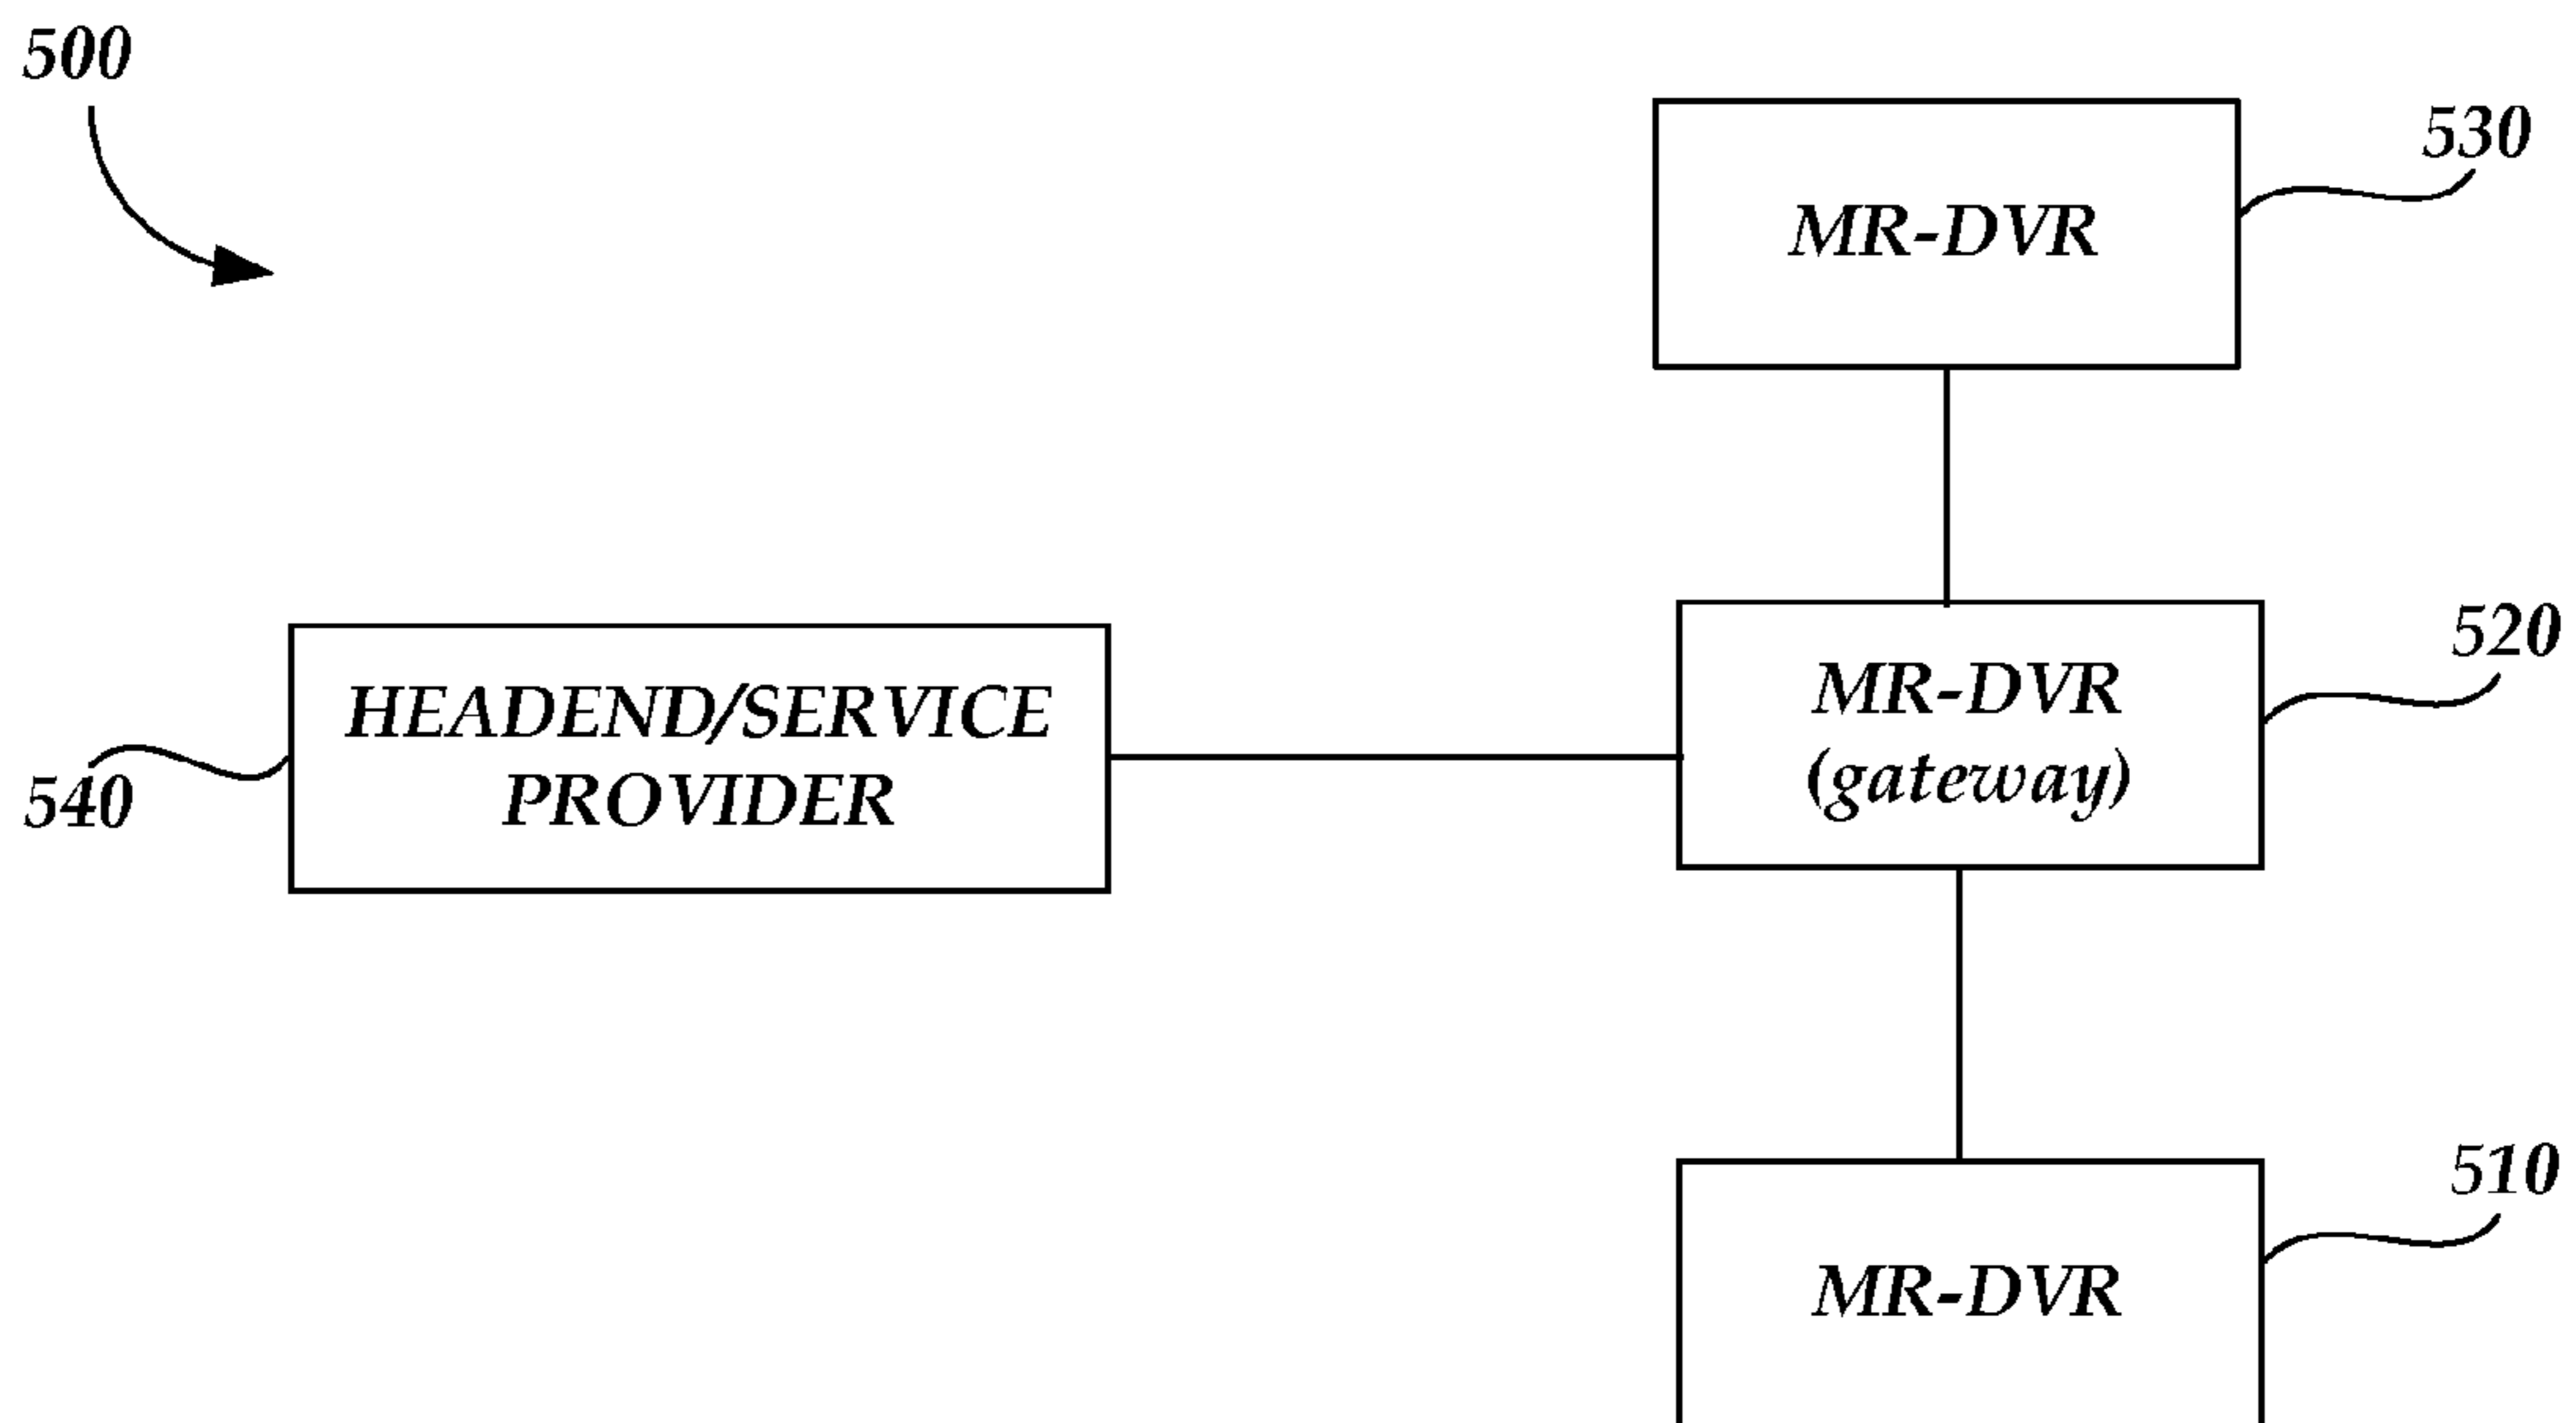 500
530
MR-DVR
520
MR-DVR
(gateway)
HEADEND/SERVICE
PROVIDER
540
510
MR-DVR